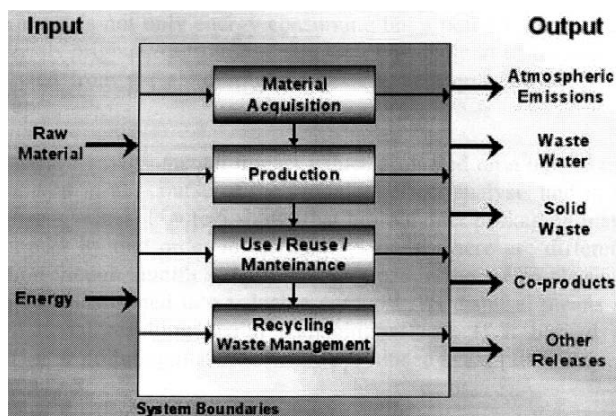 Input
Output
Material
Acquisition
Production
Use / Reuse /
Manteinance
Recycling
Waste Management
Raw
Material
Energy
Atmospheric
Emissions
Waste
Water
Solid
Waste
Co-products
Other
Releases
System Boundaries